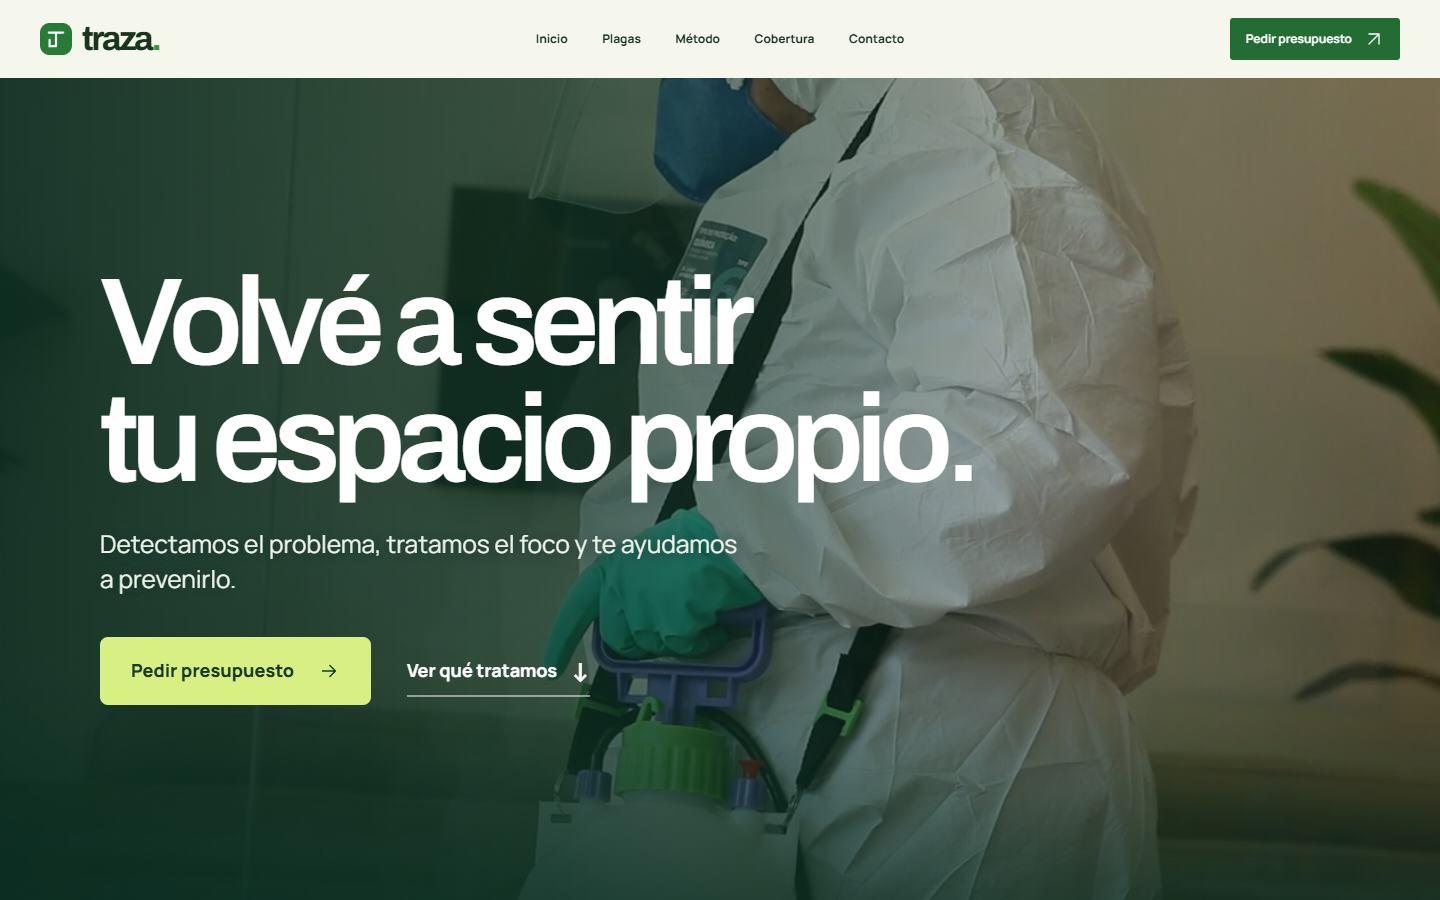 traza.
Inicio
Plagas
Método
Cobertura
Contacto
Pedir presupuesto
Volvé a sentir
tu espacio propio.
Detectamos el problema, tratamos el foco y te ayudamos
a prevenirlo.
Pedir presupuesto
Ver qué tratamos
QUÍMICA